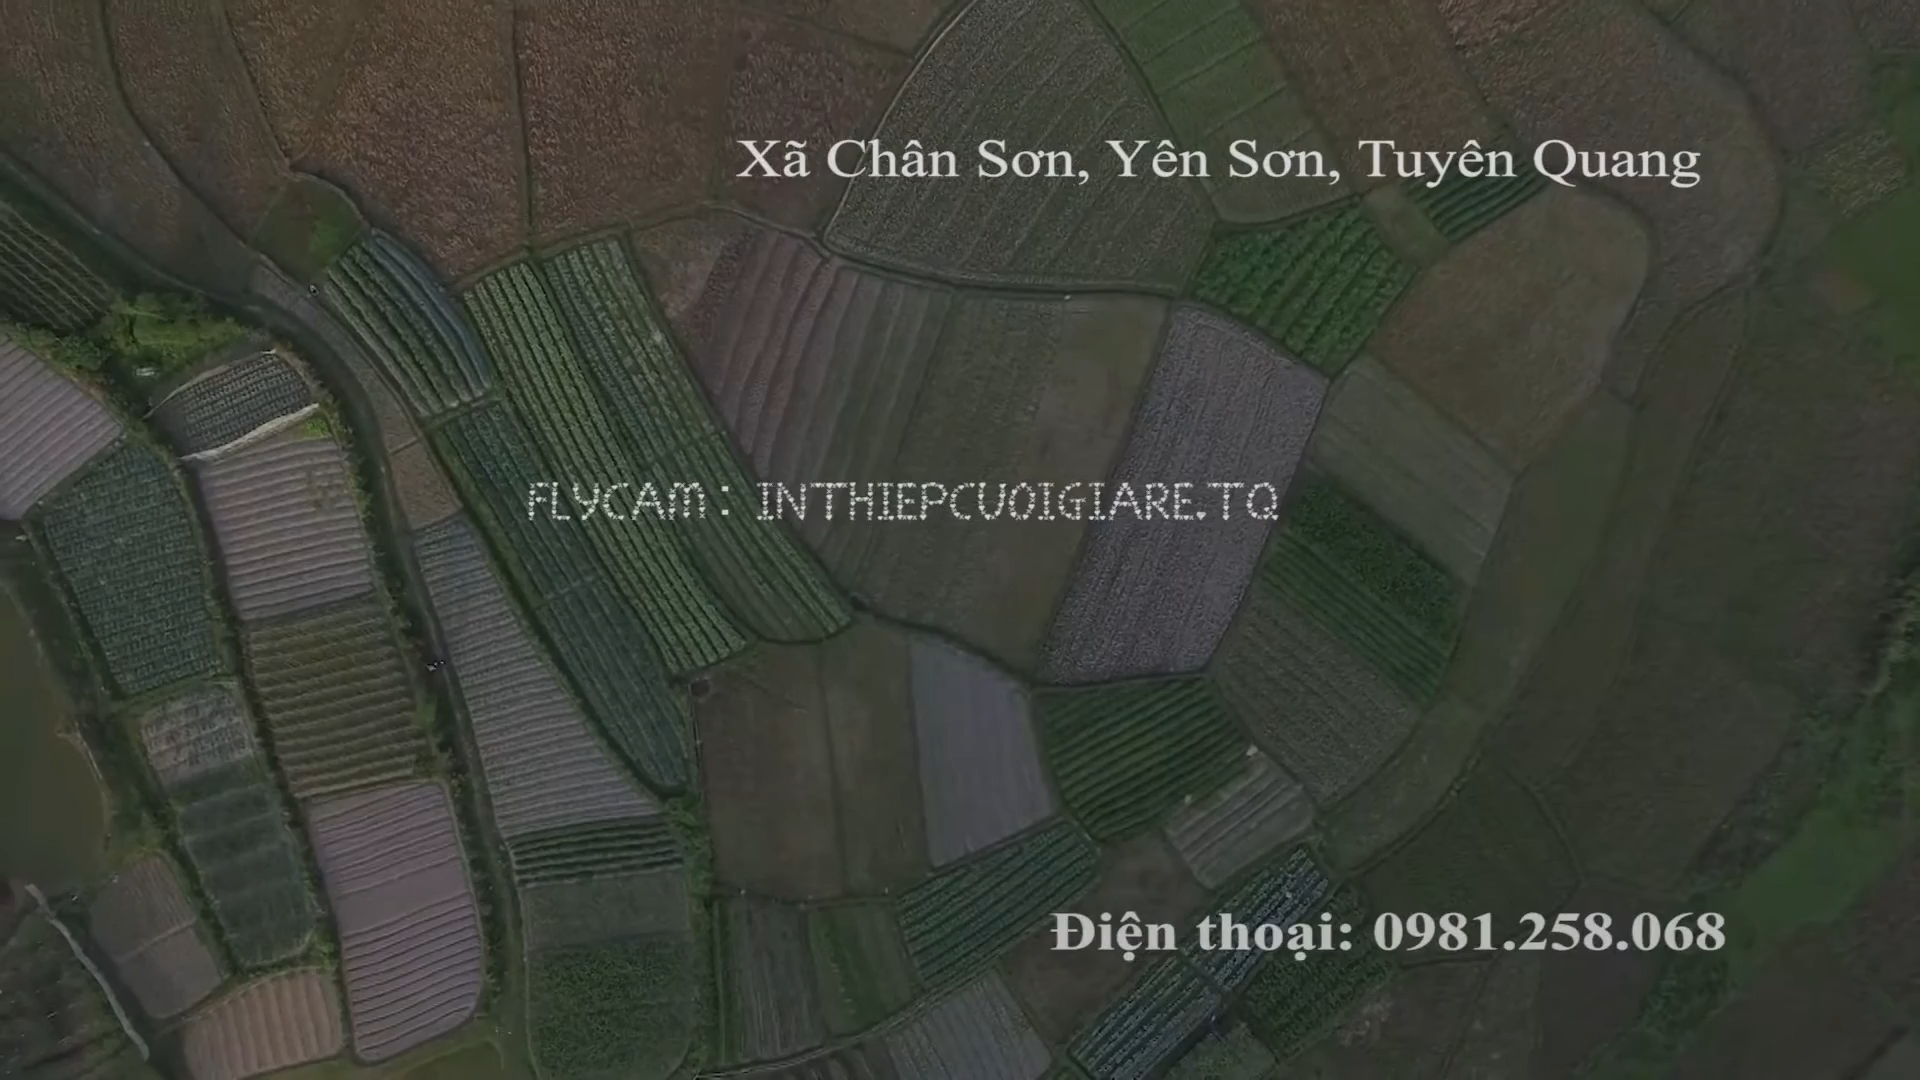 Xã Chân Sơn, Yên Sơn, Tuyên Quang
FLYCAM: INTHIEPCUOIGIARE.TQ
Điện thoại: 0981.258.068